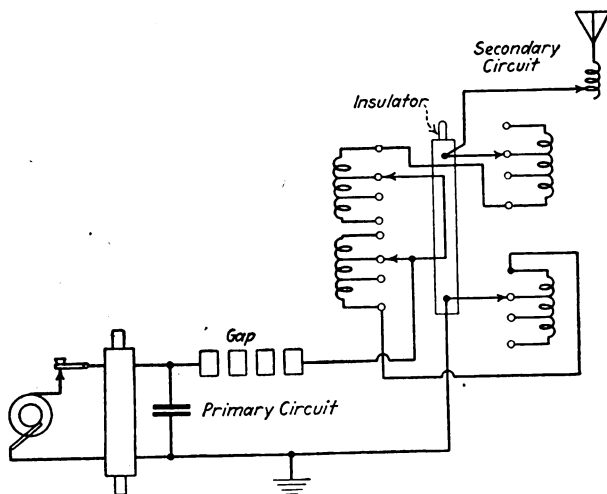 Secondary
Circuit
Insulator
Gap
Primary Circuit